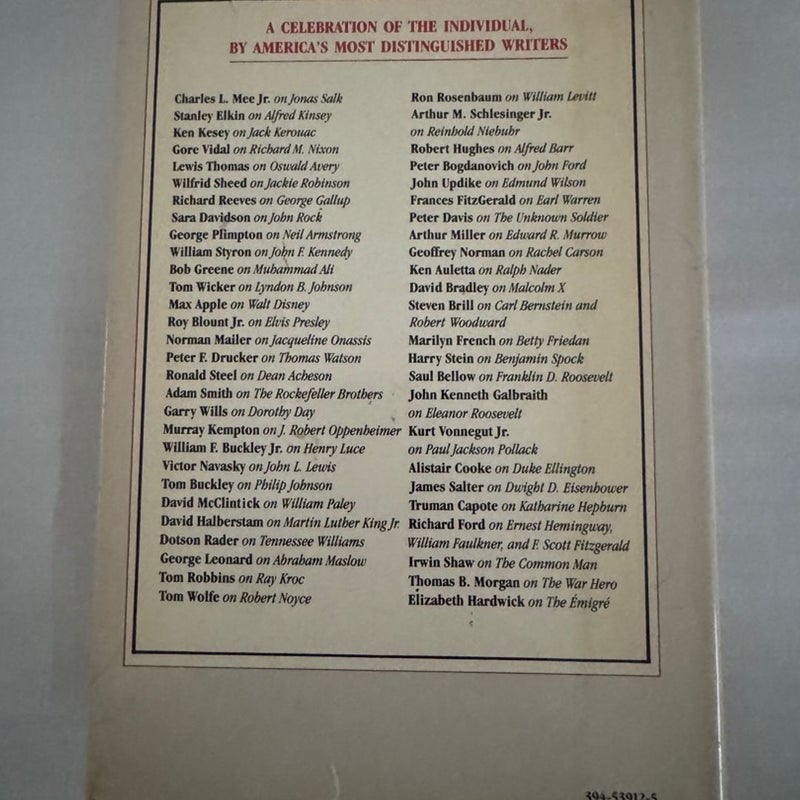 A CELEBRATION OF THE INDIVIDUAL,
BY AMERICA'S MOST DISTINGUISHED WRITERS
Charles L. Mee Jr. on Jonas Salk
Stanley Elkin on Alfred Kinsey
Ken Kesey on Jack Kerouac
Gore Vidal on Richard M. Nixon
Lewis Thomas on Oswald Avery
Wilfrid Sheed on Jackie Robinson
Richard Reeves on George Gallup
Sara Davidson on John Rock
George Plimpton on Neil Armstrong
William Styron on John F. Kennedy
Bob Greene on Muhammad Ali
Tom Wicker on Lyndon B. Johnson
Max Apple on Walt Disney
Roy Blount Jr. on Elvis Presley
Norman Mailer on Jacqueline Onassis
Peter F. Drucker on Thomas Watson
Ronald Steel on Dean Acheson
Adam Smith on The Rockefeller Brothers
Garry Wills on Dorothy Day
Murray Kempton on J. Robert Oppenheimer
William F. Buckley Jr. on Henry Luce
Victor Navasky on John L. Lewis
Tom Buckley on Philip Johnson
David McClintick on William Paley
David Halberstam on Martin Luther King Jr.
Dotson Rader on Tennessee Williams
George Leonard on Abraham Maslow
Tom Robbins on Ray Kroc
Tom Wolfe on Robert Noyce
Ron Rosenbaum on William Levitt
Arthur M. Schlesinger Jr.
on Reinhold Niebuhr
Robert Hughes on Alfred Barr
Peter Bogdanovich on John Ford
John Updike on Edmund Wilson
Frances FitzGerald on Earl Warren
Peter Davis on The Unknown Soldier
Arthur Miller on Edward R. Murrow
Geoffrey Norman on Rachel Carson
Ken Auletta on Ralph Nader
David Bradley on Malcolm X
Steven Brill on Carl Bernstein and
Robert Woodward
Marilyn French on Betty Friedan
Harry Stein on Benjamin Spock
Saul Bellow on Franklin D. Roosevelt
John Kenneth Galbraith
on Eleanor Roosevelt
Kurt Vonnegut Jr.
on Paul Jackson Pollack
Alistair Cooke on Duke Ellington
James Salter on Dwight D. Eisenhower
Truman Capote on Katharine Hepburn
Richard Ford on Ernest Hemingway,
William Faulkner, and F. Scott Fitzgerald
Irwin Shaw on The Common Man
Thomas B. Morgan on The War Hero
Elizabeth Hardwick on The Émigré
394-53912-5